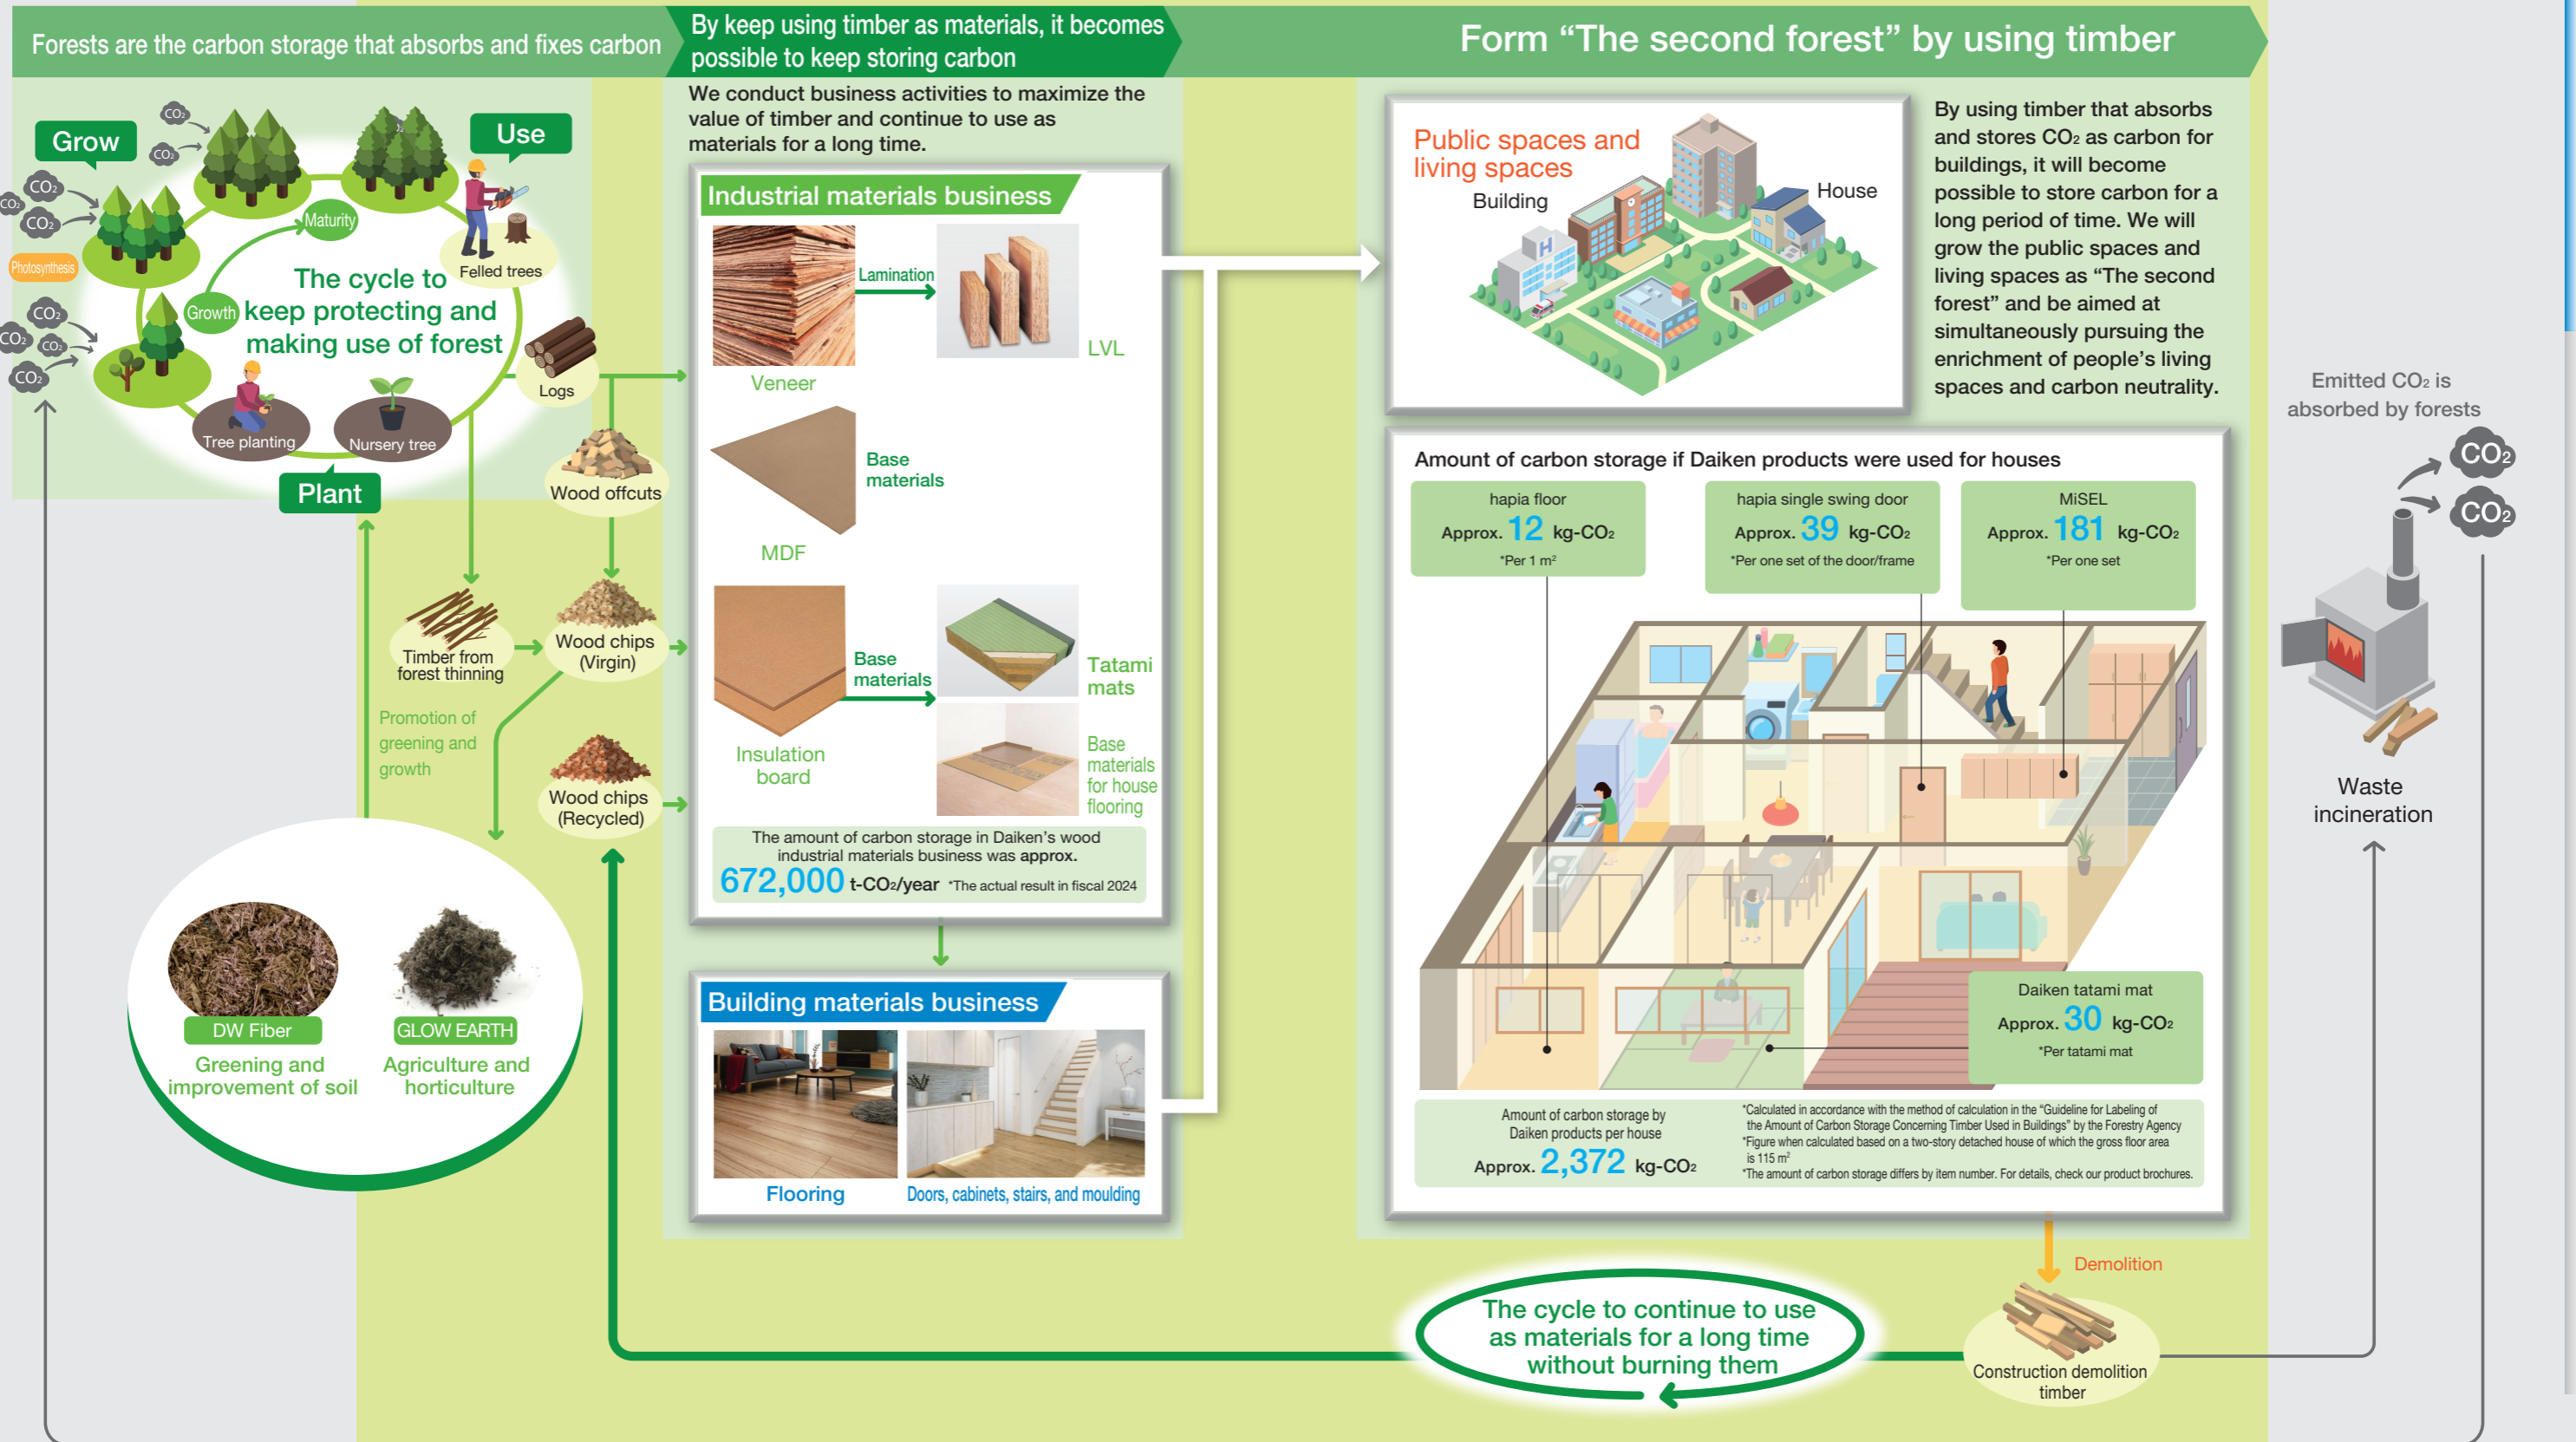 Forests are the carbon storage that absorbs and fixes carbon
By keep using timber as materials, it becomes
possible to keep storing carbon
Form “The second forest” by using timber
Grow
Use
CO₂
CO₂
CO₂
CO₂
CO₂
Photosynthesis
CO₂
CO₂
CO₂
CO₂
Maturity
Growth
Felled trees
The cycle to
keep protecting and
making use of forest
Logs
Tree planting
Nursery tree
Plant
Wood offcuts
Timber from
forest thinning
Wood chips
(Virgin)
Promotion of
greening and
growth
Wood chips
(Recycled)
DW Fiber
Greening and
improvement of soil
GLOW EARTH
Agriculture and
horticulture
We conduct business activities to maximize the
value of timber and continue to use as
materials for a long time.
Industrial materials business
Lamination
Veneer
LVL
Base
materials
MDF
Base
materials
Insulation
board
Tatami
mats
Base
materials
for house
flooring
The amount of carbon storage in Daiken’s wood
industrial materials business was approx.
672,000 t-CO₂/year *The actual result in fiscal 2024
Building materials business
Flooring
Doors, cabinets, stairs, and moulding
Public spaces and
living spaces
Building
House
H
By using timber that absorbs
and stores CO₂ as carbon for
buildings, it will become
possible to store carbon for a
long period of time. We will
grow the public spaces and
living spaces as “The second
forest” and be aimed at
simultaneously pursuing the
enrichment of people’s living
spaces and carbon neutrality.
Amount of carbon storage if Daiken products were used for houses
hapia floor
Approx. 12 kg-CO₂
*Per 1 m²
hapia single swing door
Approx. 39 kg-CO₂
*Per one set of the door/frame
MiSEL
Approx. 181 kg-CO₂
*Per one set
Daiken tatami mat
Approx. 30 kg-CO₂
*Per tatami mat
Amount of carbon storage by
Daiken products per house
Approx. 2,372 kg-CO₂
*Calculated in accordance with the method of calculation in the “Guideline for Labeling of
the Amount of Carbon Storage Concerning Timber Used in Buildings” by the Forestry Agency
*Figure when calculated based on a two-story detached house of which the gross floor area
is 115 m²
*The amount of carbon storage differs by item number. For details, check our product brochures.
Demolition
The cycle to continue to use
as materials for a long time
without burning them
Construction demolition
timber
Emitted CO₂ is
absorbed by forests
CO₂
CO₂
Waste
incineration